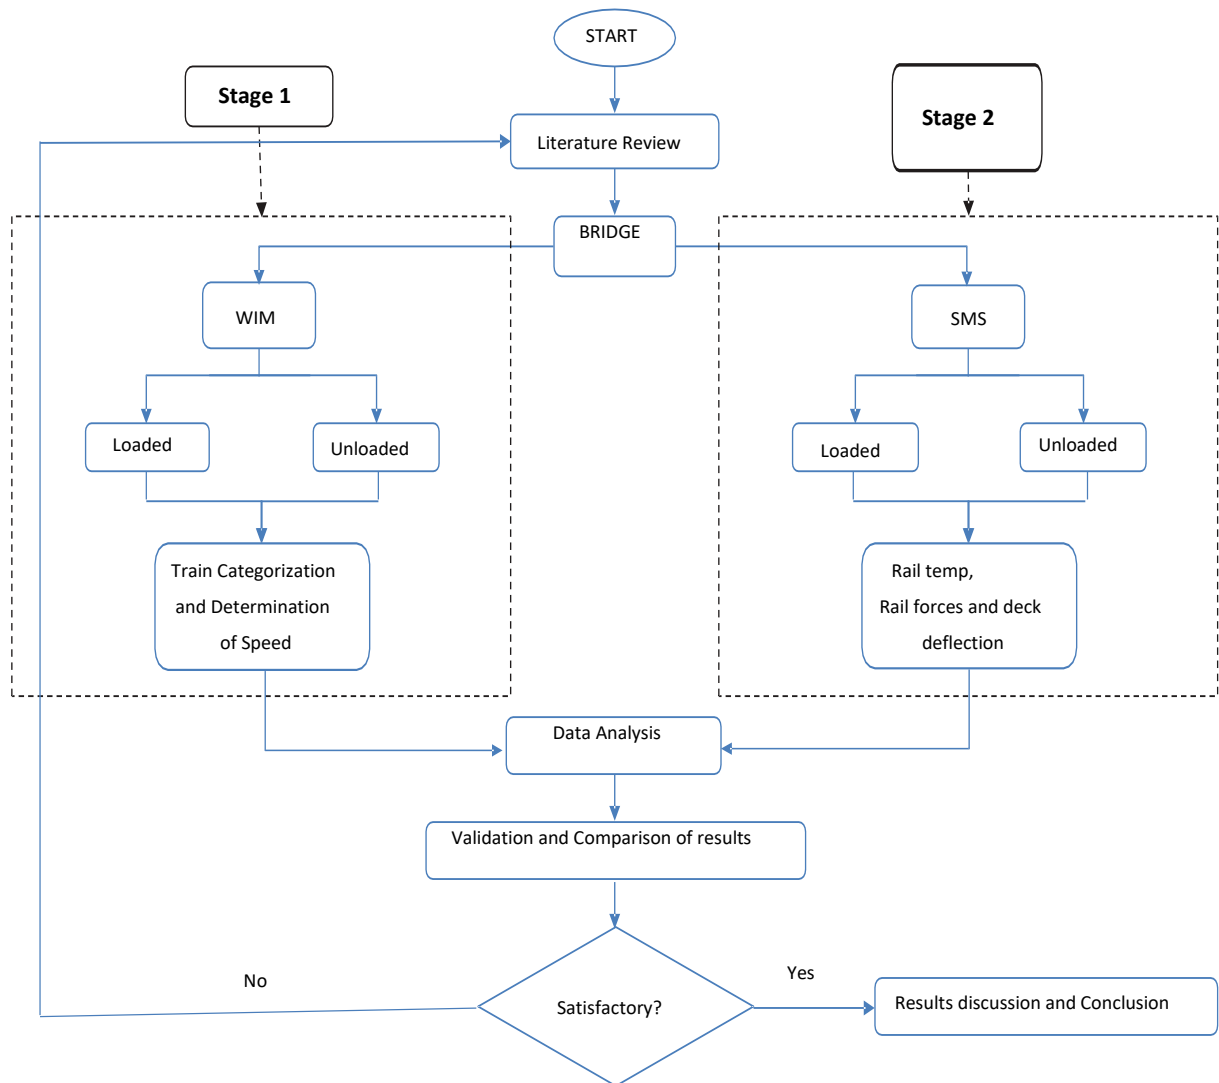 START
Stage 1
Stage 2
Literature Review
BRIDGE
WIM
SMS
Loaded
Unloaded
Loaded
Unloaded
Train Categorization
and Determination
of Speed
Rail temp,
Rail forces and deck
deflection
Data Analysis
Validation and Comparison of results
No
Yes
Satisfactory?
Results discussion and Conclusion